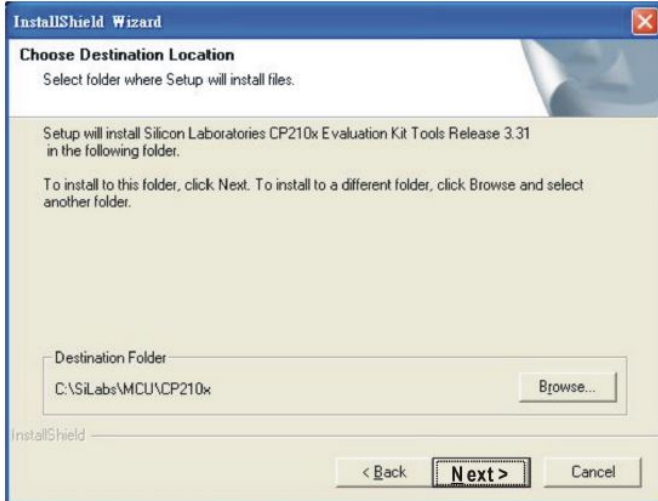 InstallShield Wizard
Choose Destination Location
Select folder where Setup will install files.
Setup will install Silicon Laboratories CP210x Evaluation Kit Tools Release 3.31
in the following folder.
To install to this folder, click Next. To install to a different folder, click Browse and select
another folder.
Destination Folder
C:\SiLabs\MCU\CP210x
Browse...
InstallShield
< Back
Next >
Cancel